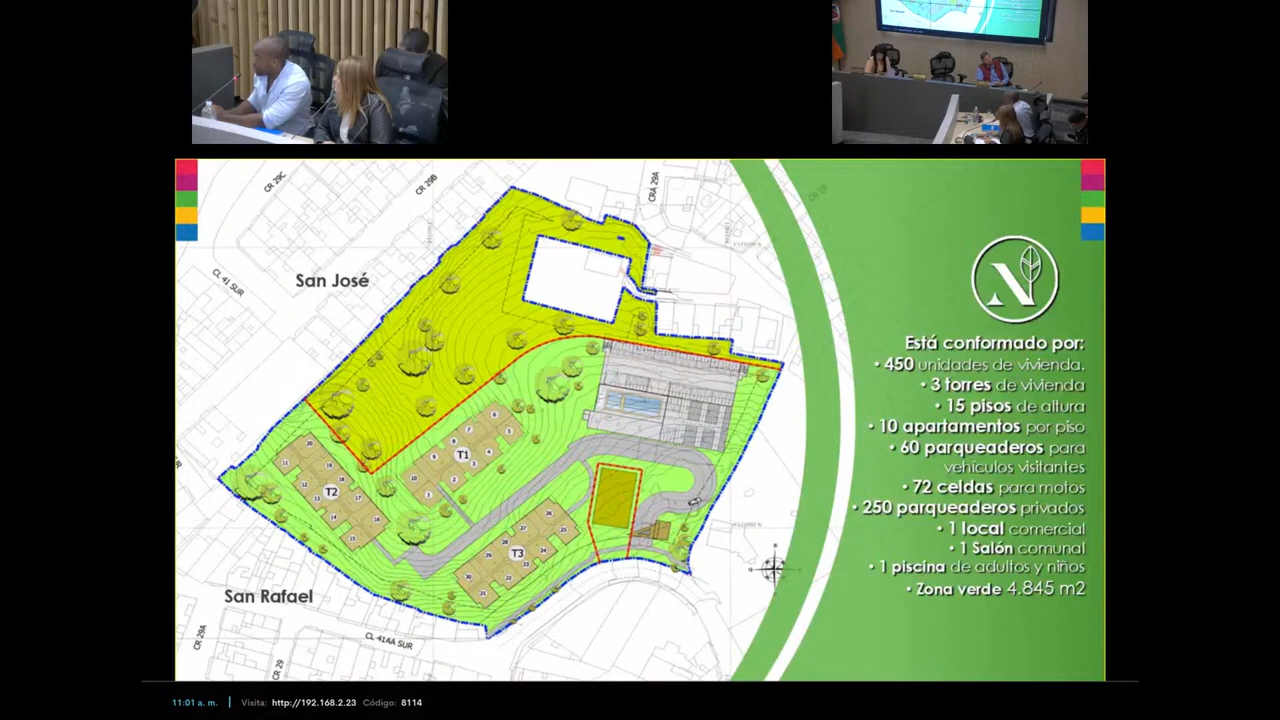 CR 29C
CR 29B
CRA 29A
San José
CL 41 SUR
N
Está conformado por:
• 450 unidades de vivienda.
• 3 torres de vivienda
• 15 pisos de altura
• 10 apartamentos por piso
• 60 parqueaderos para
vehículos visitantes
• 72 celdas para motos
• 250 parqueaderos privados
• 1 local comercial
• 1 Salón comunal
• 1 piscina de adultos y niños
• Zona verde 4.845 m2
T1
T2
T3
San Rafael
CL 41AA SUR
CR 29A
CR 29
11:01 a. m. | Visita: http://192.168.2.23 Código: 8114